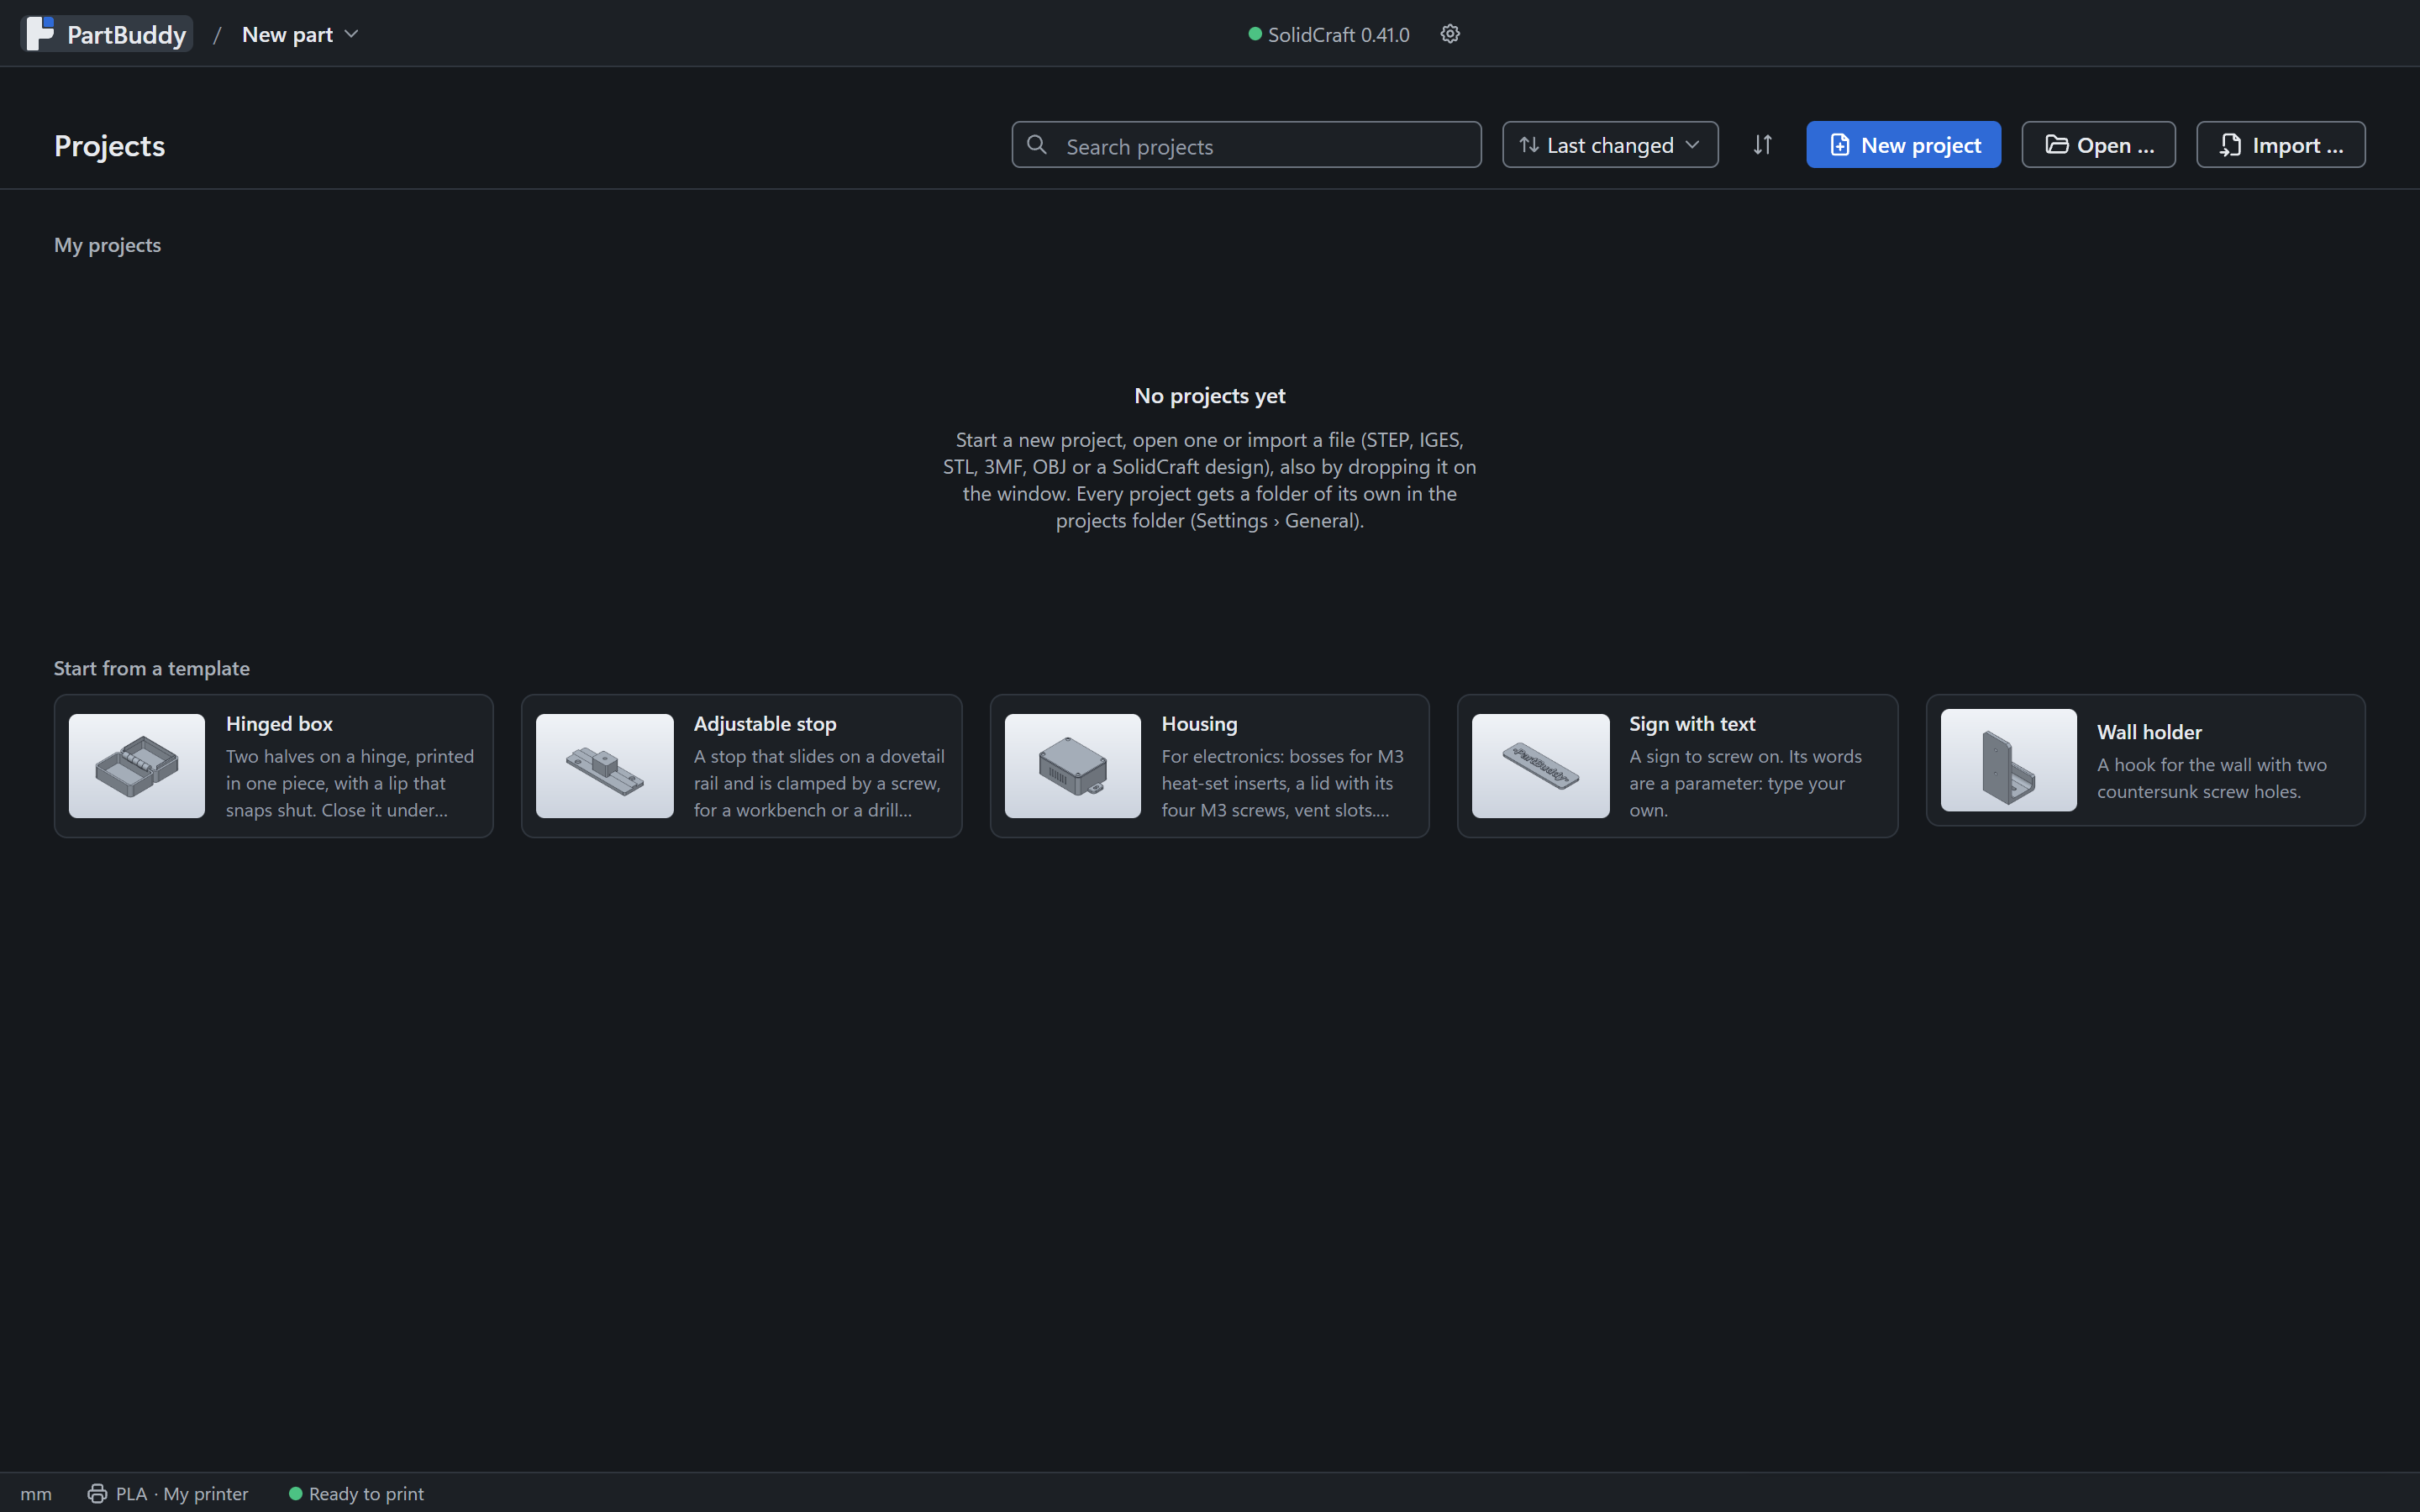 PartBuddy / New part
SolidCraft 0.41.0
Projects
Search projects
Last changed
New project
Open ...
Import ...
My projects
No projects yet
Start a new project, open one or import a file (STEP, IGES,
STL, 3MF, OBJ or a SolidCraft design), also by dropping it on
the window. Every project gets a folder of its own in the
projects folder (Settings › General).
Start from a template
Hinged box
Two halves on a hinge, printed
in one piece, with a lip that
snaps shut. Close it under...
Adjustable stop
A stop that slides on a dovetail
rail and is clamped by a screw,
for a workbench or a drill...
Housing
For electronics: bosses for M3
heat-set inserts, a lid with its
four M3 screws, vent slots....
PartBuddy
Sign with text
A sign to screw on. Its words
are a parameter: type your
own.
Wall holder
A hook for the wall with two
countersunk screw holes.
mm
PLA · My printer
Ready to print